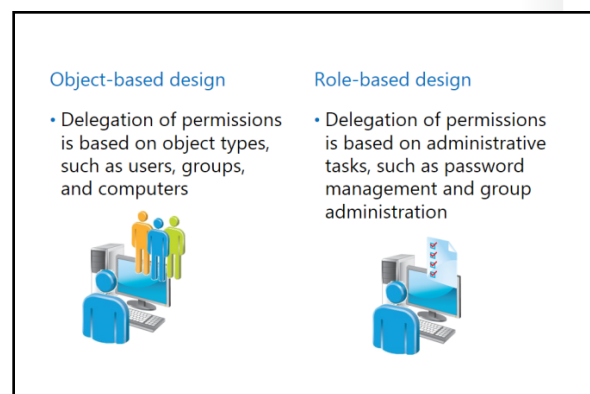 Object-based design
• Delegation of permissions
is based on object types,
such as users, groups,
and computers
Role-based design
• Delegation of permissions
is based on administrative
tasks, such as password
management and group
administration